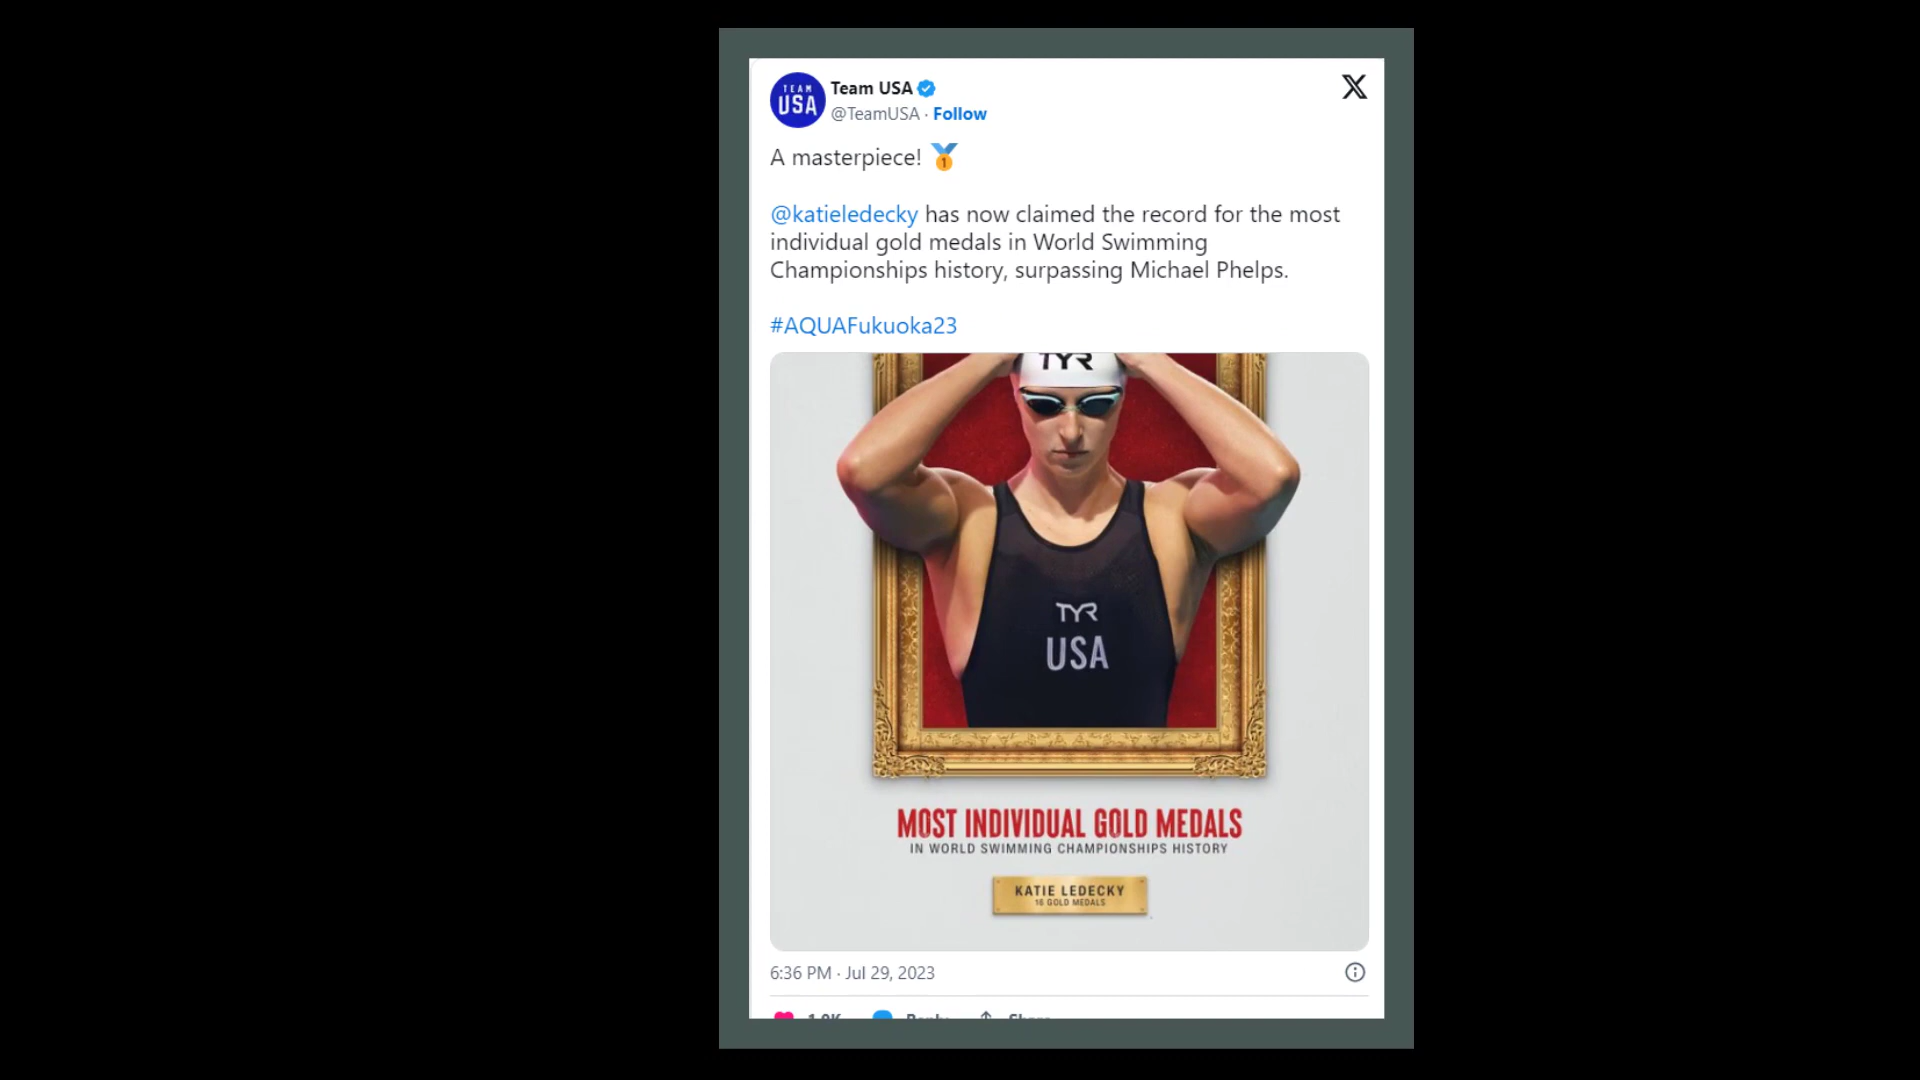 TEAM
USA
Team USA
@TeamUSA · Follow
A masterpiece!
@katieledecky has now claimed the record for the most
individual gold medals in World Swimming
Championships history, surpassing Michael Phelps.
#AQUAFukuoka23
TYR
TYR
USA
MOST INDIVIDUAL GOLD MEDALS
IN WORLD SWIMMING CHAMPIONSHIPS HISTORY
KATIE LEDECKY
16 GOLD MEDALS
6:36 PM · Jul 29, 2023
Reply Share